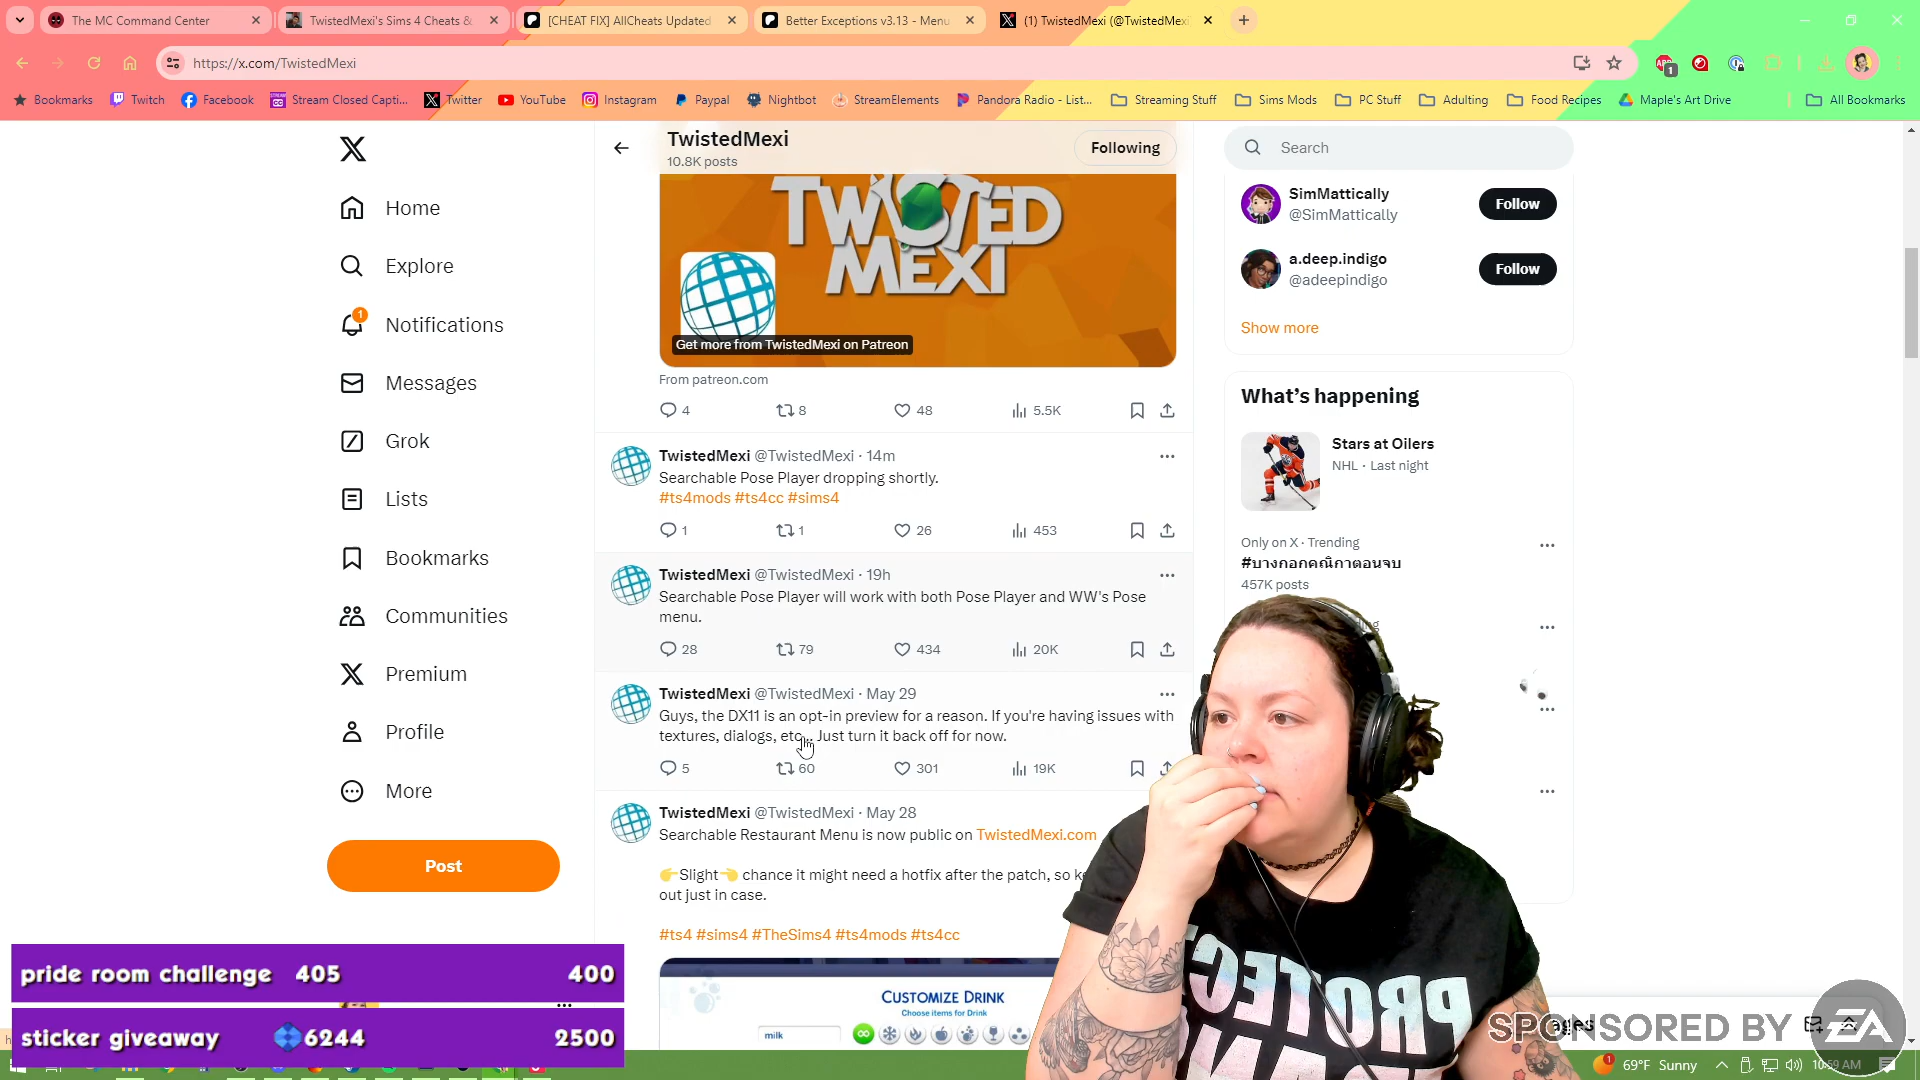 The MC Command Center
TwistedMexi's Sims 4 Cheats &
[CHEAT FIX] AllCheats Updated
Better Exceptions v3.13 - Menu
(1) TwistedMexi (@TwistedMexi
https://x.com/TwistedMexi
Bookmarks
Twitch
Facebook
Stream Closed Capti...
Twitter
YouTube
Instagram
Paypal
Nightbot
StreamElements
Pandora Radio - List...
Streaming Stuff
Sims Mods
PC Stuff
Adulting
Food Recipes
Maple's Art Drive
All Bookmarks
Home
Explore
Notifications
1
Messages
Grok
Lists
Bookmarks
Communities
Premium
Profile
More
Post
TwistedMexi
10.8K posts
Following
TWISTED
MEXI
Get more from TwistedMexi on Patreon
From patreon.com
4 8 48 5.5K
TwistedMexi @TwistedMexi · 14m
Searchable Pose Player dropping shortly.
#ts4mods #ts4cc #sims4
1 1 26 453
TwistedMexi @TwistedMexi · 19h
Searchable Pose Player will work with both Pose Player and WW's Pose
menu.
28 79 434 20K
TwistedMexi @TwistedMexi · May 29
Guys, the DX11 is an opt-in preview for a reason. If you're having issues with
textures, dialogs, etc... Just turn it back off for now.
5 60 301 19K
TwistedMexi @TwistedMexi · May 28
Searchable Restaurant Menu is now public on TwistedMexi.com
👉Slight👈 chance it might need a hotfix after the patch, so
out just in case.
#ts4 #sims4 #TheSims4 #ts4mods #ts4cc
CUSTOMIZE DRINK
Choose items for Drink
milk
Search
SimMattically
@SimMattically
Follow
a.deep.indigo
@adeepindigo
Follow
Show more
What's happening
Stars at Oilers
NHL · Last night
Only on X · Trending
#บางกอกคณิกาตอนจบ
457K posts
pride room challenge 405 400
sticker giveaway 6244 2500
PROTECT
SPONSORED BY EA
69°F Sunny
10:59 AM